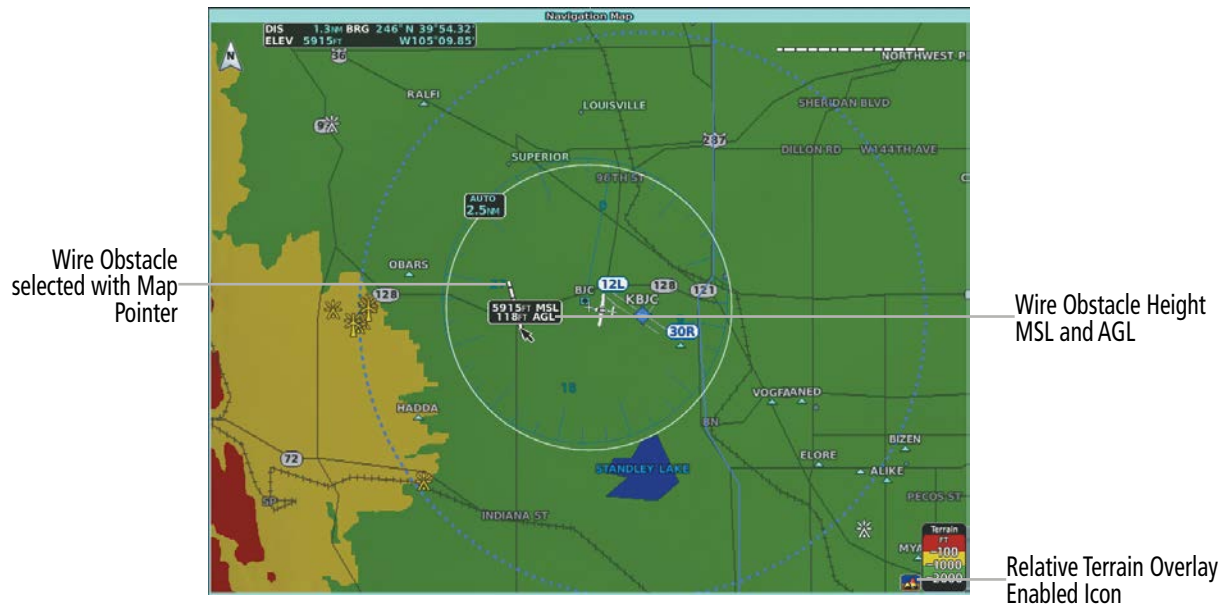 Navigation Map
DIS 1.3NM BRG 246° N 39°54.32'
ELEV 5915FT W105°09.85'
N
36
NORTHWEST P
RALFI
LOUISVILLE
SHERIDAN BLVD
287
DILLON RD W144TH AVE
SUPERIOR
96TH ST
AUTO
2.5NM
OBARS
Wire Obstacle
selected with Map
Pointer
128
BJC
12L
128
121
KBJC
5915FT MSL
118FT AGL
30R
Wire Obstacle Height
MSL and AGL
18
HADDA
VOGFAANED
BN
BIZEN
72
ELORE
STANDLEY LAKE
ALIKE
SP
PECOS ST
INDIANA ST
Terrain
FT
-100
-1000
-2000
MYA
Relative Terrain Overlay
Enabled Icon